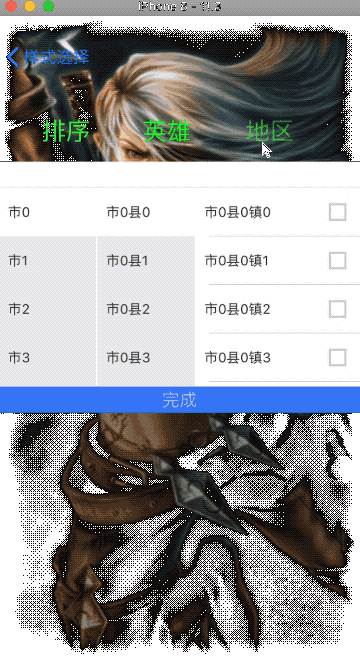 iPhone 8 - 11.3
样式选择
排序 英雄 地区
市0 市0县0 市0县0镇0
市1 市0县1 市0县0镇1
市2 市0县2 市0县0镇2
市3 市0县3 市0县0镇3
完成